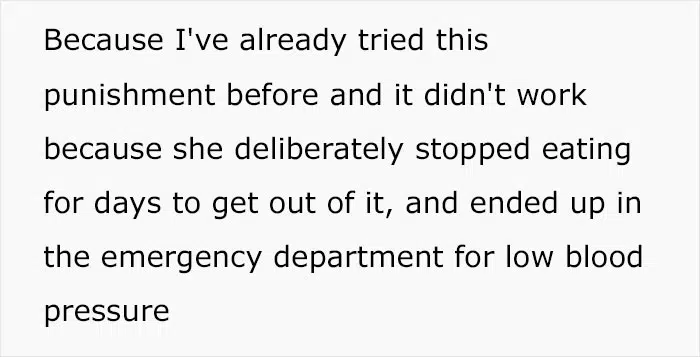 Because I've already tried this
punishment before and it didn't work
because she deliberately stopped eating
for days to get out of it, and ended up in
the emergency department for low blood
pressure